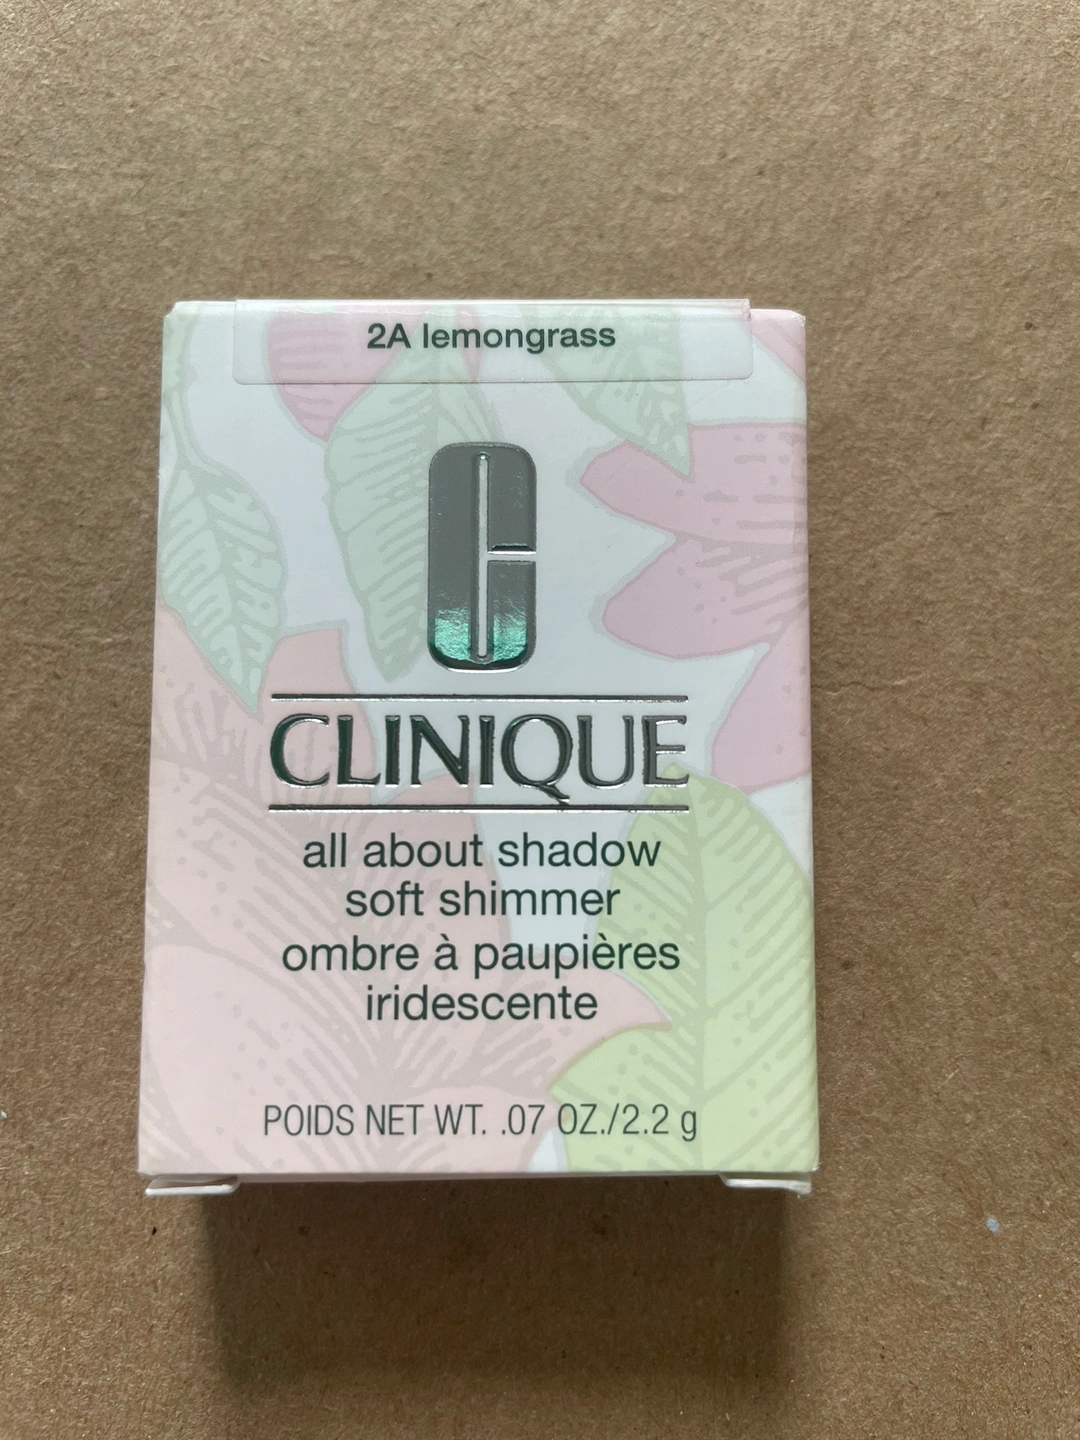 2A lemongrass
C
CLINIQUE
all about shadow
soft shimmer
ombre à paupières
iridescente
POIDS NET WT. .07 OZ./2.2 g